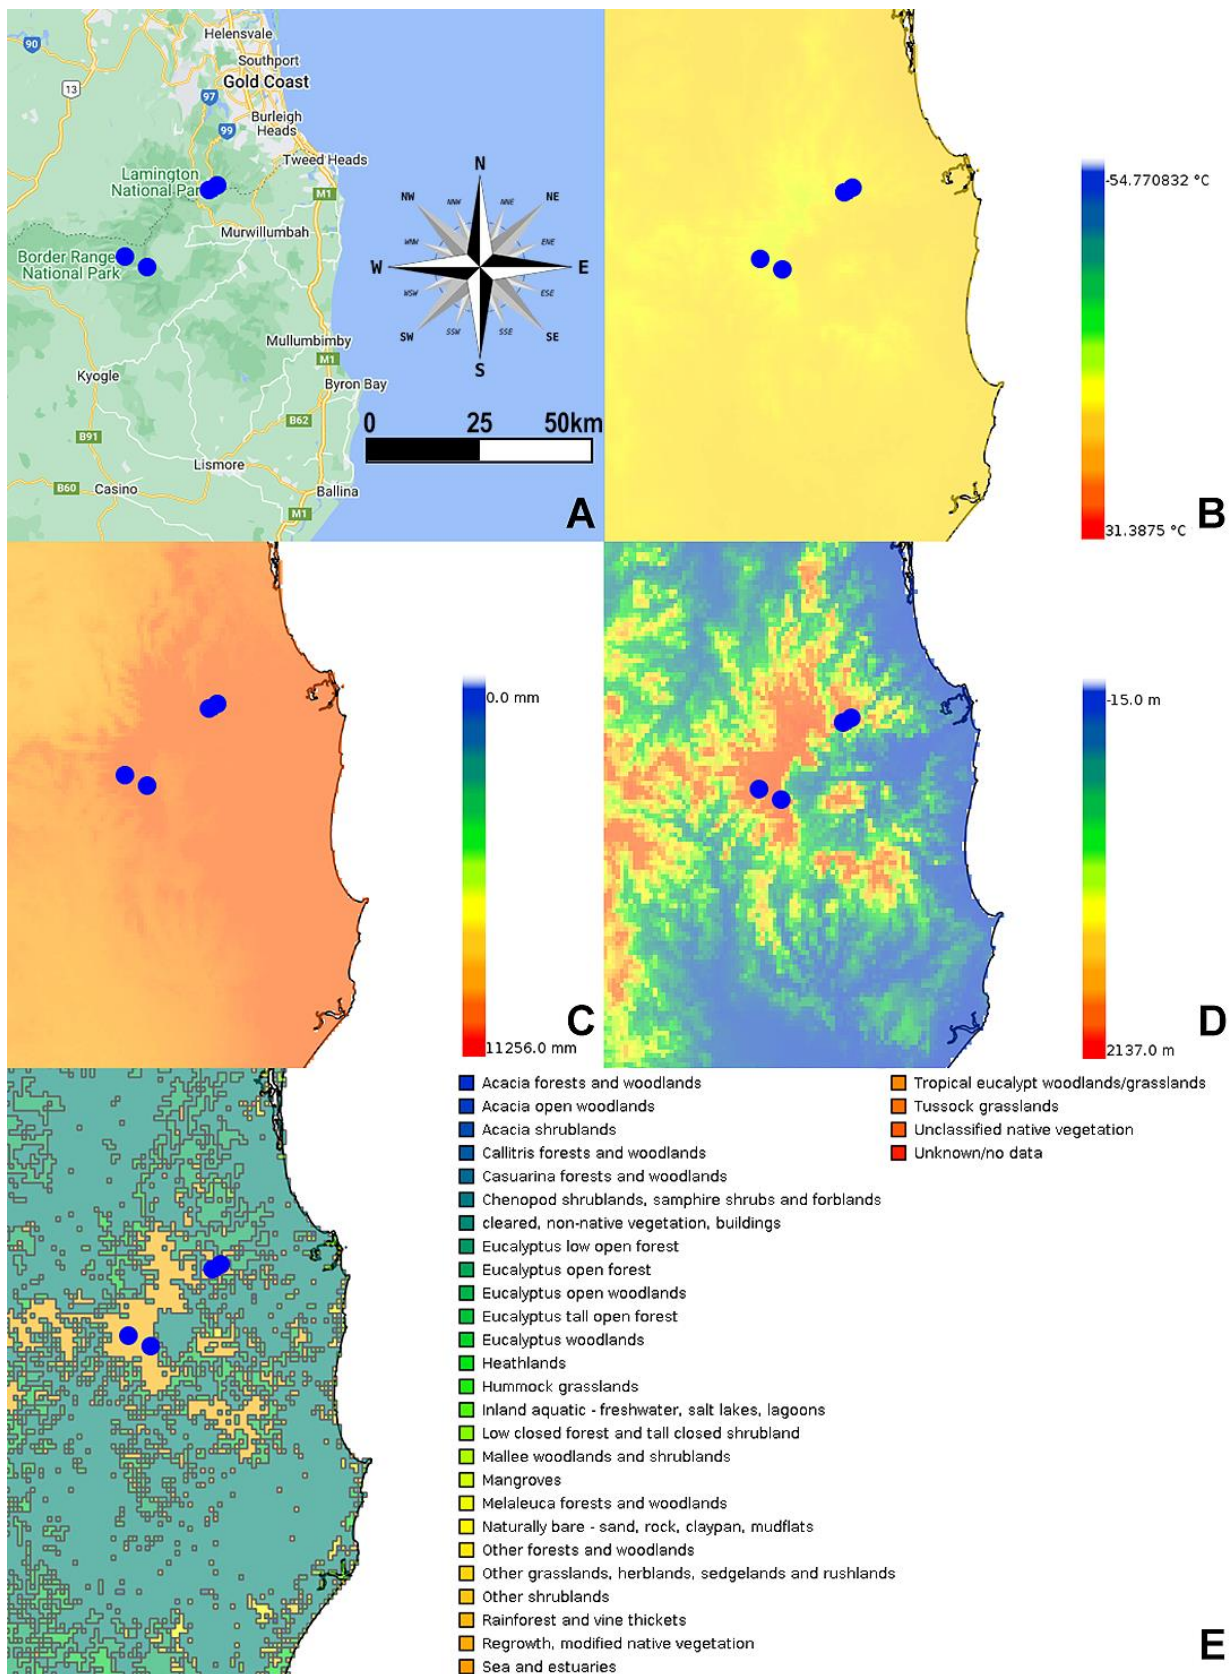 Helensvale
90
Southport
Gold Coast
13
97
Burleigh
Heads
99
Tweed Heads
Lamington
National Par
M1
Murwillumbah
Border Range
National Park
N
NNW
NNE
NW
NE
WNW
ENE
W
E
WSW
ESE
SW
SSW
SSE
SE
S
Mullumbimby
M1
Kyogle
Byron Bay
B62
B91
0 25 50km
Lismore
B60
Casino
Ballina
M1
A
-54.770832 °C
31.3875 °C
B
0.0 mm
11256.0 mm
C
-15.0 m
2137.0 m
D
Acacia forests and woodlands
Acacia open woodlands
Acacia shrublands
Callitris forests and woodlands
Casuarina forests and woodlands
Chenopod shrublands, samphire shrubs and forblands
cleared, non-native vegetation, buildings
Eucalyptus low open forest
Eucalyptus open forest
Eucalyptus open woodlands
Eucalyptus tall open forest
Eucalyptus woodlands
Heathlands
Hummock grasslands
Inland aquatic - freshwater, salt lakes, lagoons
Low closed forest and tall closed shrubland
Mallee woodlands and shrublands
Mangroves
Melaleuca forests and woodlands
Naturally bare - sand, rock, claypan, mudflats
Other forests and woodlands
Other grasslands, herblands, sedgelands and rushlands
Other shrublands
Rainforest and vine thickets
Regrowth, modified native vegetation
Sea and estuaries
Tropical eucalypt woodlands/grasslands
Tussock grasslands
Unclassified native vegetation
Unknown/no data
E